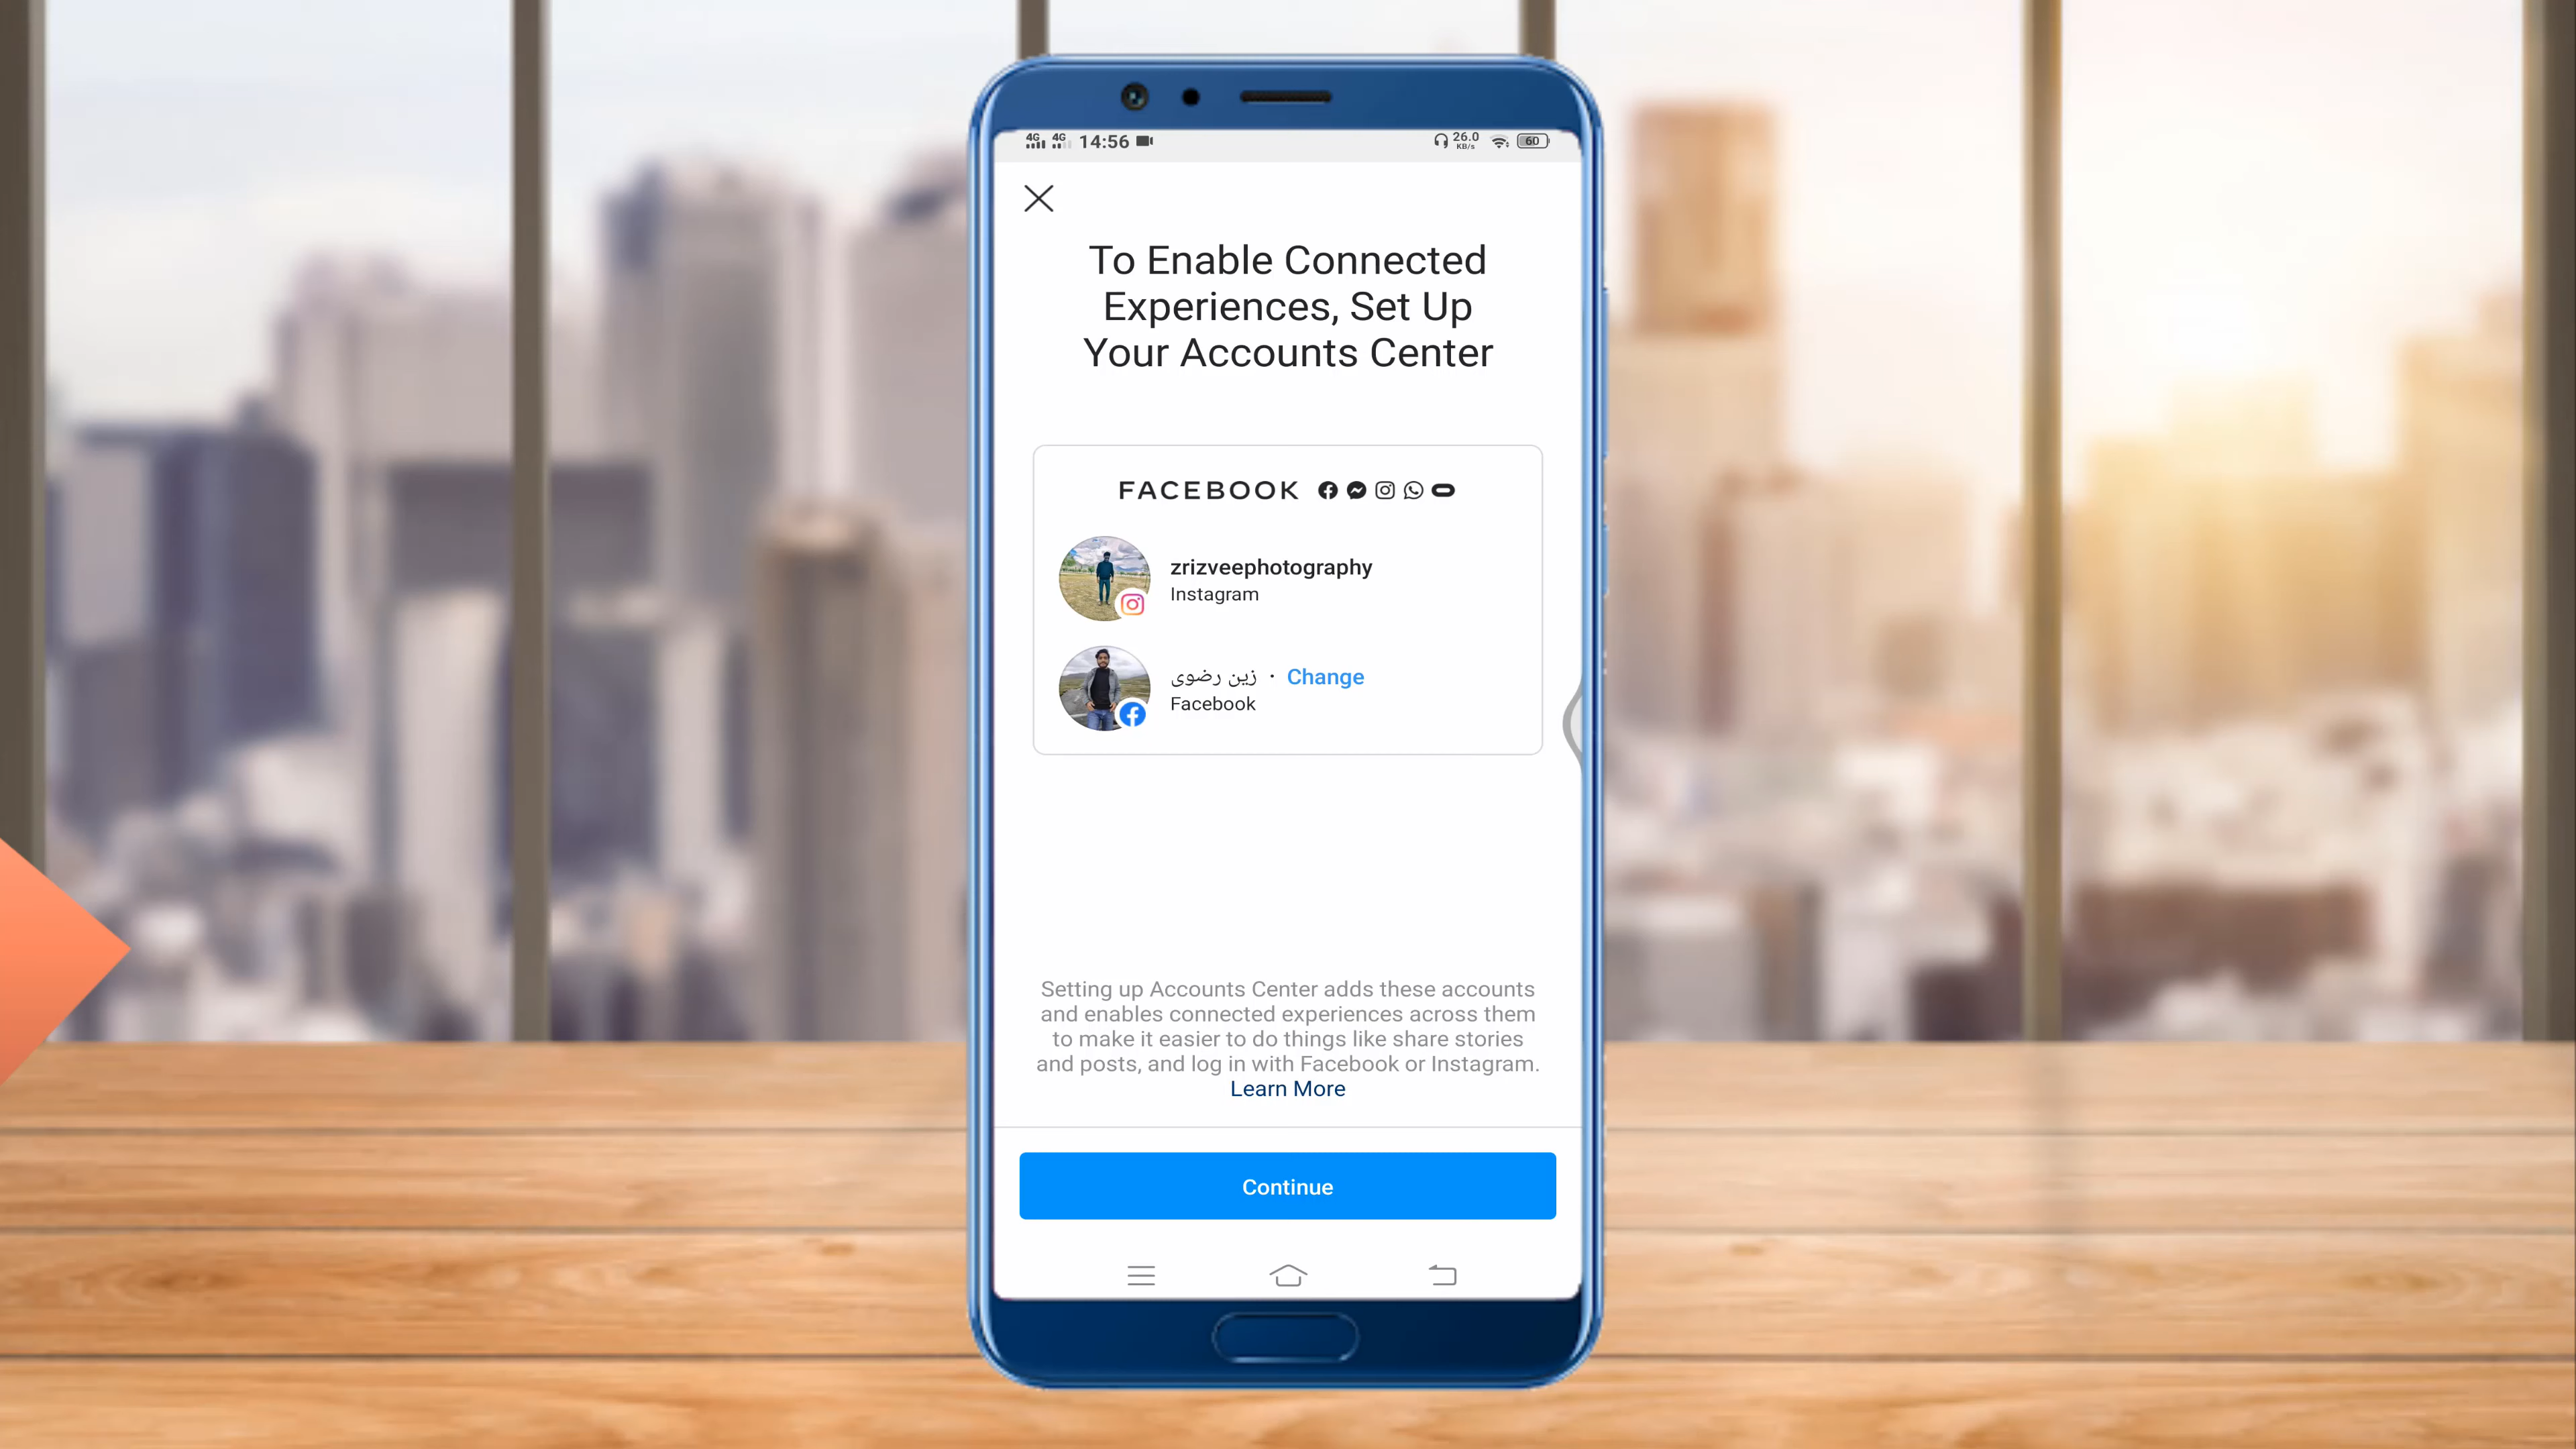 4G 4G 14:56 26.0 KB/s 60
To Enable Connected
Experiences, Set Up
Your Accounts Center
FACEBOOK
zrizveephotography
Instagram
زین رضوی · Change
Facebook
Setting up Accounts Center adds these accounts
and enables connected experiences across them
to make it easier to do things like share stories
and posts, and log in with Facebook or Instagram.
Learn More
Continue